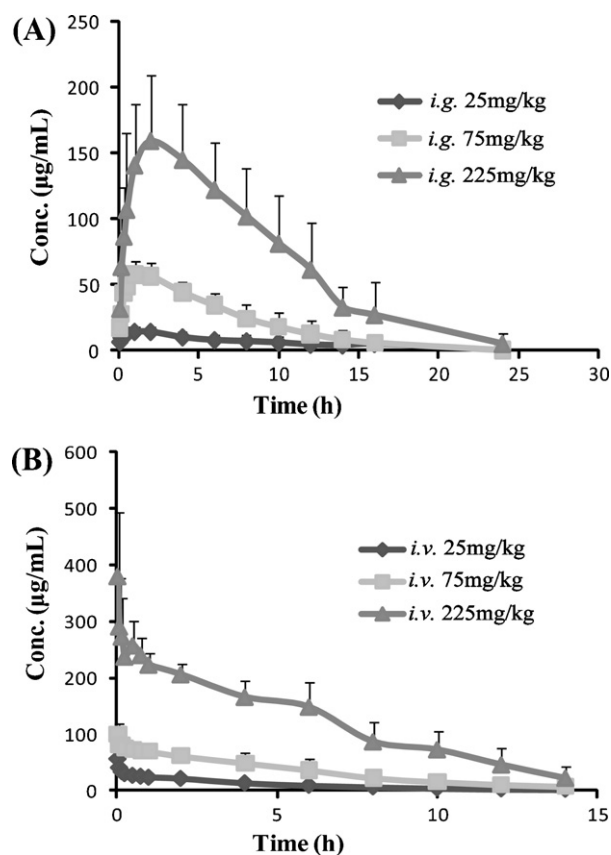 (A)
250
200
150
100
50
0
Conc. (μg/mL)
i.g. 25mg/kg
i.g. 75mg/kg
i.g. 225mg/kg
0 5 10 15 20 25 30
Time (h)
(B)
600
500
400
300
200
100
0
Conc. (μg/mL)
i.v. 25mg/kg
i.v. 75mg/kg
i.v. 225mg/kg
0 5 10 15
Time (h)